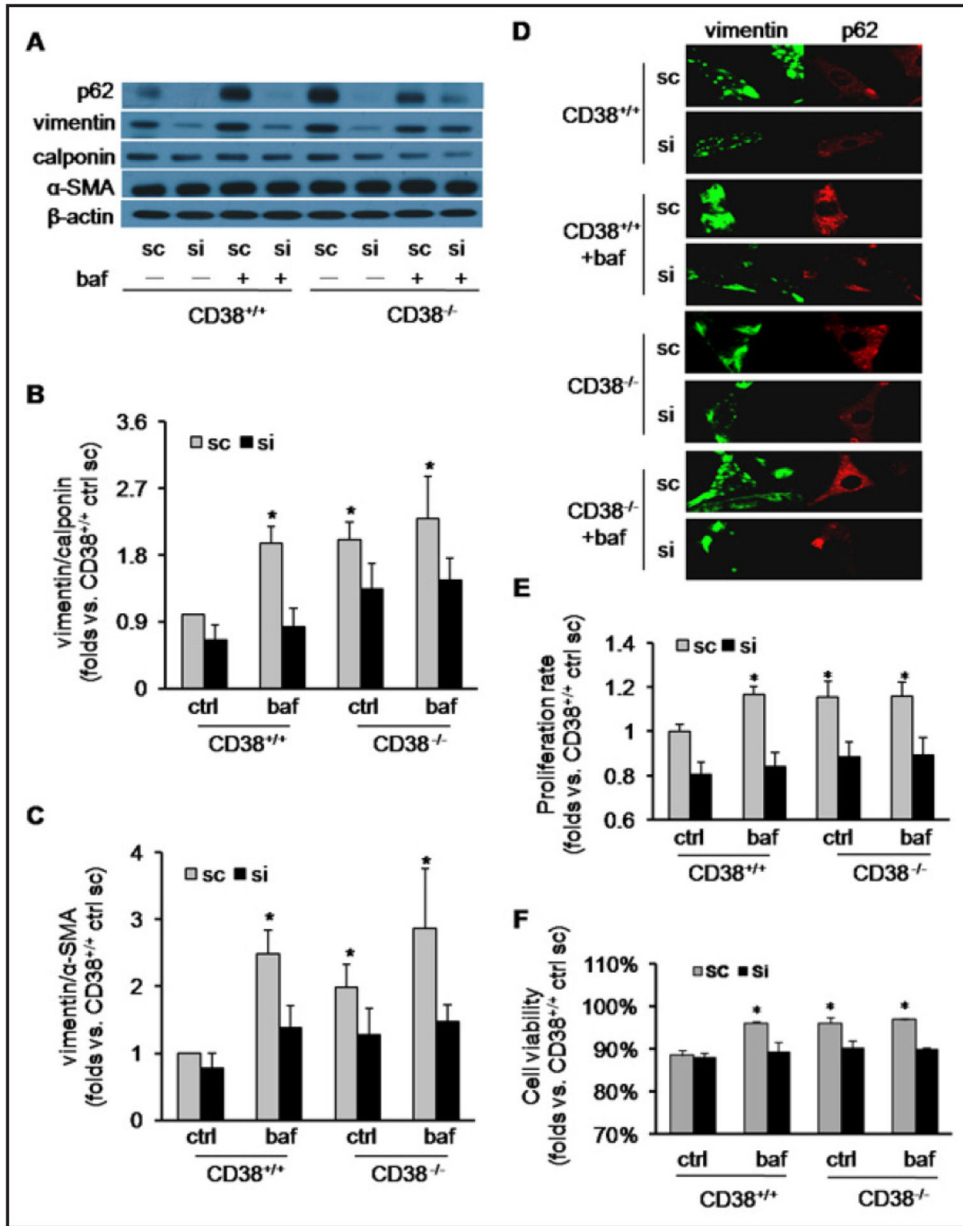 A
p62
vimentin
calponin
α-SMA
β-actin
sc si sc si sc si sc si
baf — — + + — — + +
CD38+/+ CD38-/-
B
vimentin/calponin
(folds vs. CD38+/+ ctrl sc)
3.6
2.7
1.8
0.9
0
sc si
*
*
*
ctrl baf ctrl baf
CD38+/+ CD38-/-
C
vimentin/α-SMA
(folds vs. CD38+/+ ctrl sc)
4
3
2
1
0
sc si
*
*
*
ctrl baf ctrl baf
CD38+/+ CD38-/-
D
vimentin p62
CD38+/+
sc
si
CD38+/+
+baf
sc
si
CD38-/-
sc
si
CD38-/-
+baf
sc
si
E
Proliferation rate
(folds vs. CD38+/+ ctrl sc)
1.4
1.2
1
0.8
0.6
sc si
* * *
ctrl baf ctrl baf
CD38+/+ CD38-/-
F
Cell viability
(folds vs. CD38+/+ ctrl sc)
110%
100%
90%
80%
70%
sc si
* * *
ctrl baf ctrl baf
CD38+/+ CD38-/-